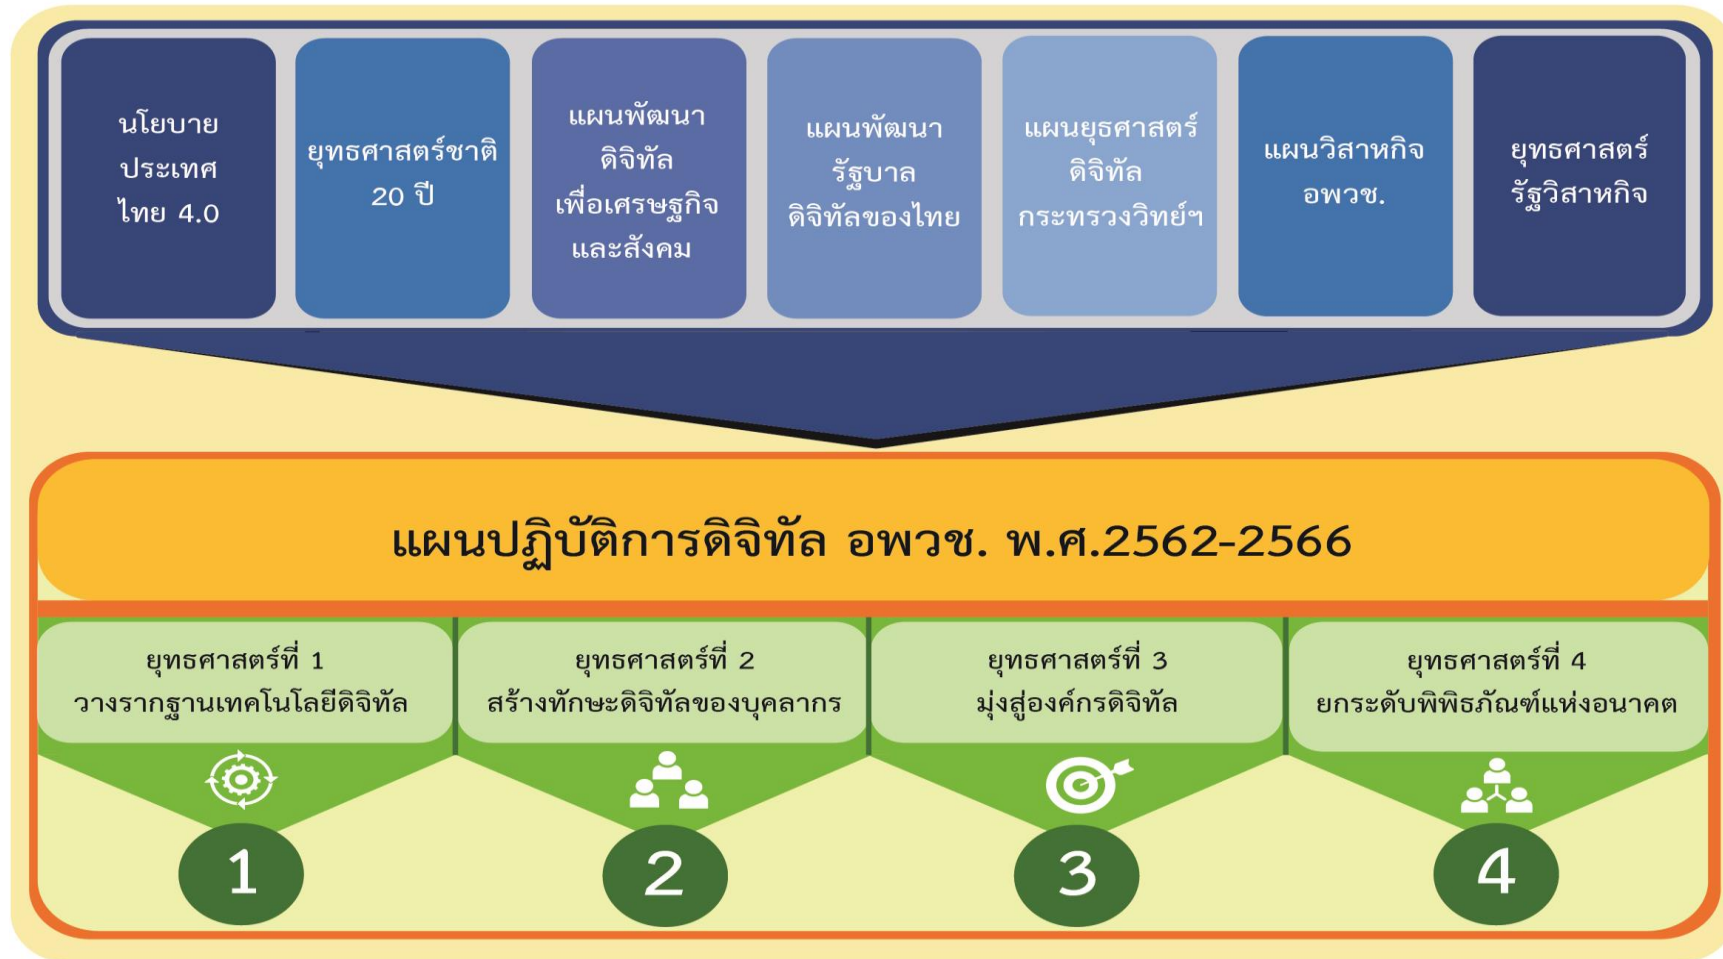 นโยบาย
ประเทศ
ไทย 4.0
ยุทธศาสตร์ชาติ
20 ปี
แผนพัฒนา
ดิจิทัล
เพื่อเศรษฐกิจ
และสังคม
แผนพัฒนา
รัฐบาล
ดิจิทัลของไทย
แผนยุธศาสตร์
ดิจิทัล
กระทรวงวิทย์ฯ
แผนวิสาหกิจ
อพวช.
ยุทธศาสตร์
รัฐวิสาหกิจ
แผนปฏิบัติการดิจิทัล อพวช. พ.ศ.2562-2566
ยุทธศาสตร์ที่ 1
วางรากฐานเทคโนโลยีดิจิทัล
1
ยุทธศาสตร์ที่ 2
สร้างทักษะดิจิทัลของบุคลากร
2
ยุทธศาสตร์ที่ 3
มุ่งสู่องค์กรดิจิทัล
3
ยุทธศาสตร์ที่ 4
ยกระดับพิพิธภัณฑ์แห่งอนาคต
4